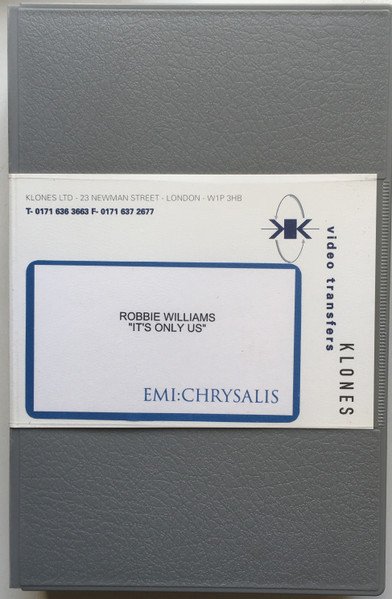 KLONES LTD - 23 NEWMAN STREET - LONDON - W1P 3HB
T- 0171 636 3663 F- 0171 637 2677
video transfers
KLONES
ROBBIE WILLIAMS
"IT'S ONLY US"
EMI:CHRYSALIS